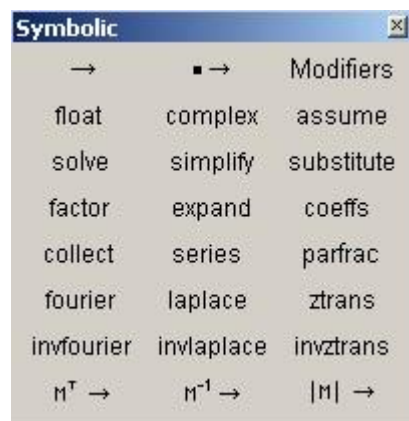 Symbolic
→ ▪ → Modifiers
float complex assume
solve simplify substitute
factor expand coeffs
collect series parfrac
fourier laplace ztrans
invfourier invlaplace invztrans
Mᵀ → M⁻¹ → |M| →